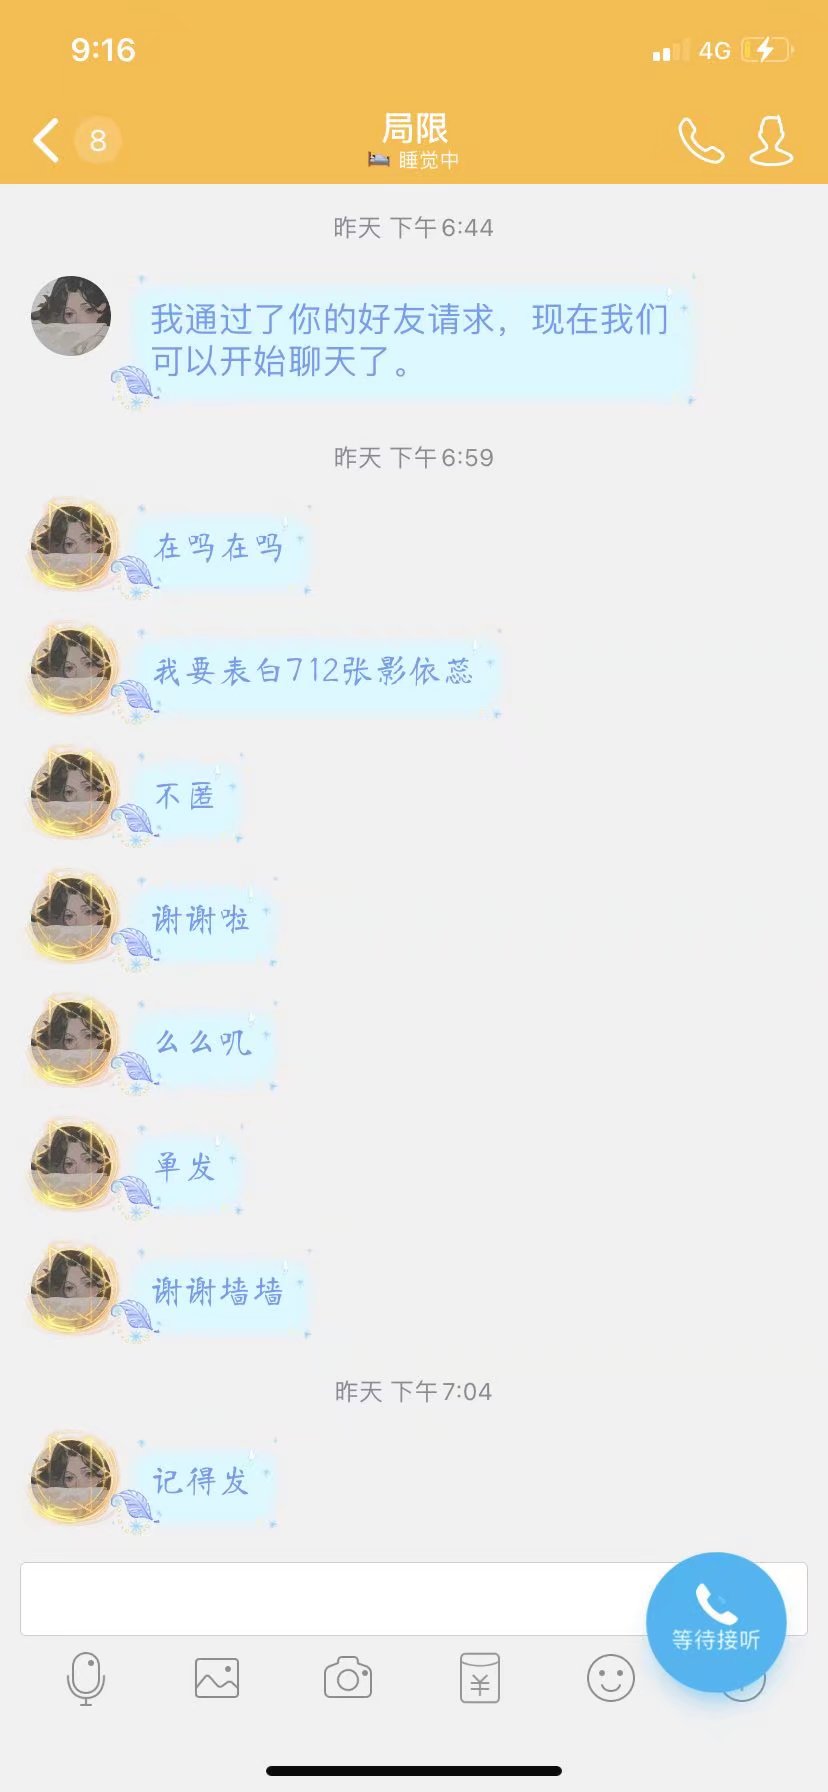 9:16
4G
8
局限
睡觉中
昨天 下午6:44
我通过了你的好友请求，现在我们
可以开始聊天了。
昨天 下午6:59
在吗在吗
我要表白712张影依蕊
不匿
谢谢啦
么么叽
单发
谢谢墙墙
昨天 下午7:04
记得发
等待接听